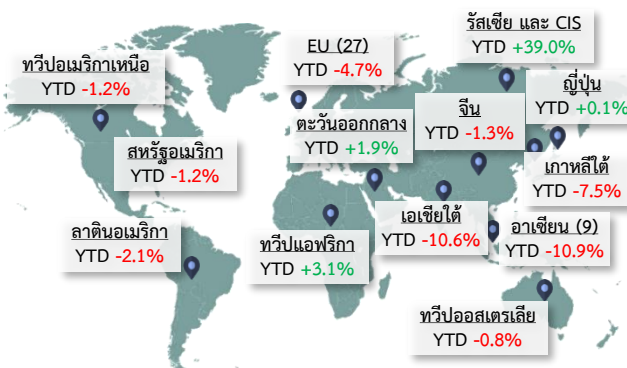 รัสเซีย และ CIS
YTD +39.0%
EU (27)
YTD -4.7%
ทวีปอเมริกาเหนือ
YTD -1.2%
ญี่ปุ่น
YTD +0.1%
จีน
YTD -1.3%
ตะวันออกกลาง
YTD +1.9%
สหรัฐอเมริกา
YTD -1.2%
เกาหลีใต้
YTD -7.5%
เอเชียใต้
YTD -10.6%
อาเซียน (9)
YTD -10.9%
ลาตินอเมริกา
YTD -2.1%
ทวีปแอฟริกา
YTD +3.1%
ทวีปออสเตรเลีย
YTD -0.8%